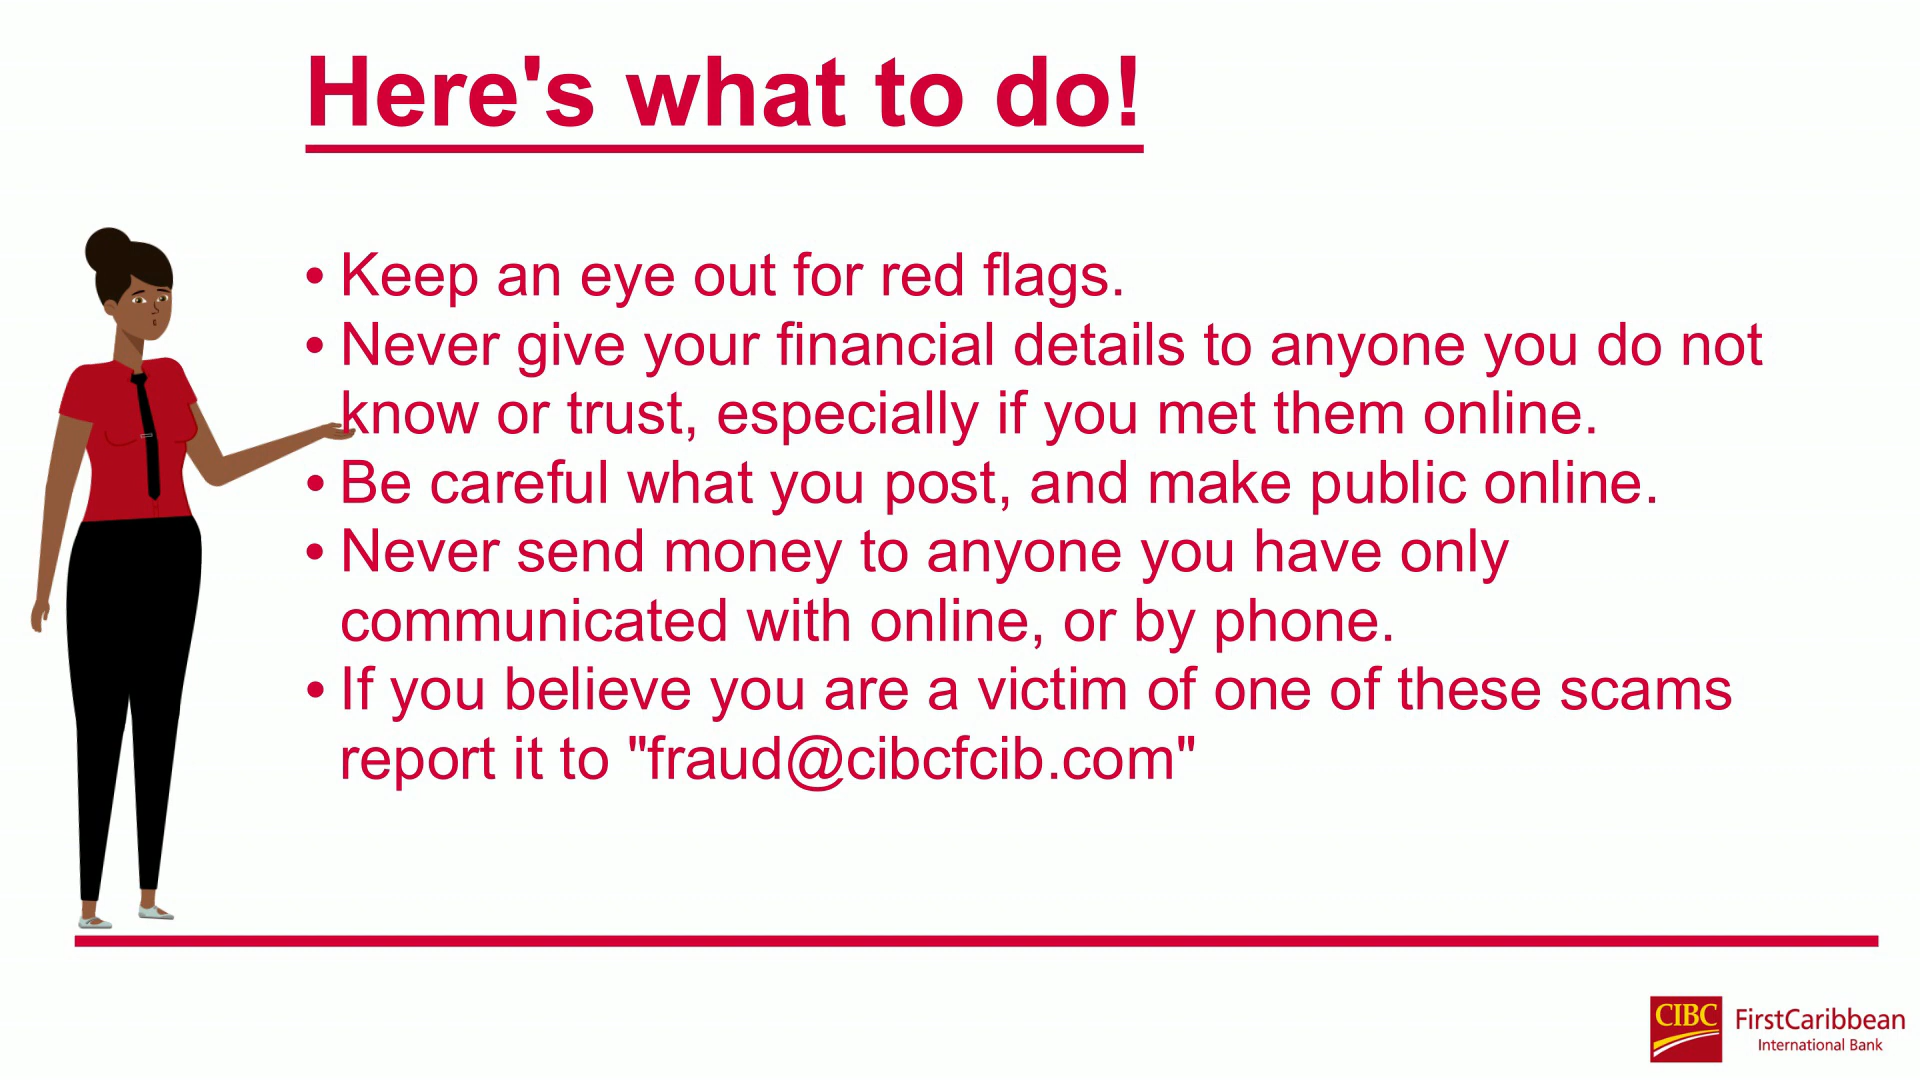 Here's what to do!
• Keep an eye out for red flags.
• Never give your financial details to anyone you do not
know or trust, especially if you met them online.
• Be careful what you post, and make public online.
• Never send money to anyone you have only
communicated with online, or by phone.
• If you believe you are a victim of one of these scams
report it to "fraud@cibcfcib.com"
CIBC FirstCaribbean
International Bank